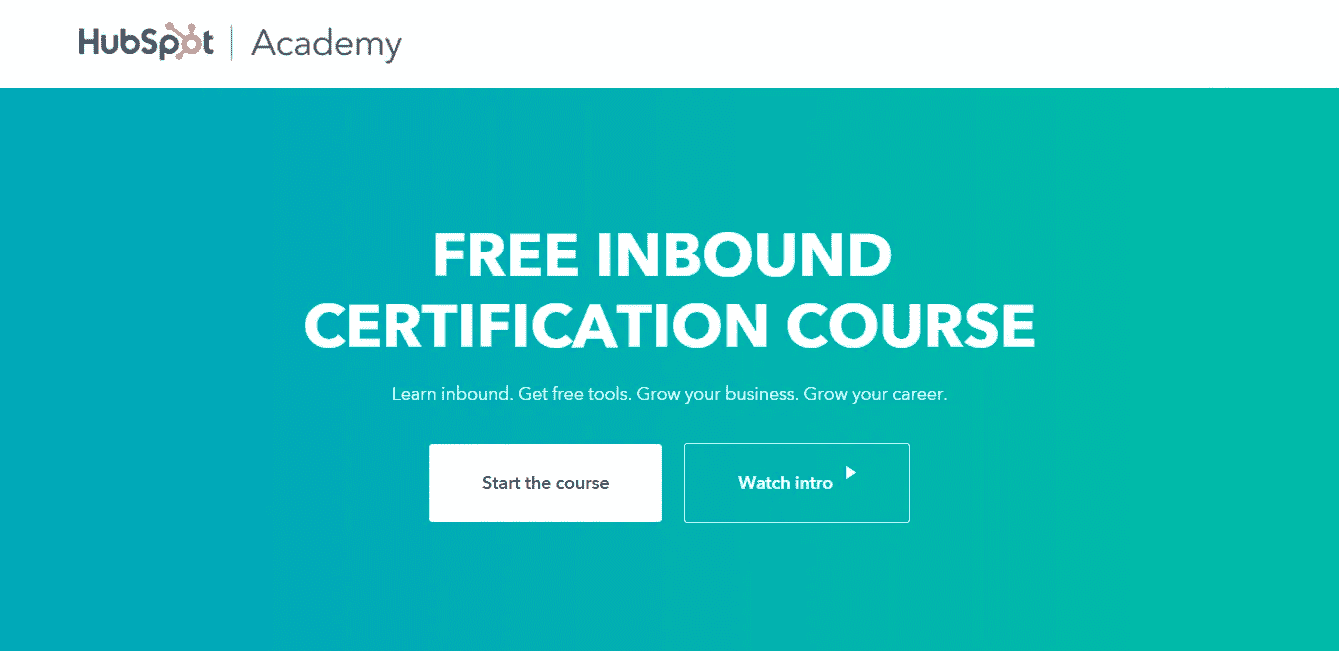 HubSpot | Academy
FREE INBOUND
CERTIFICATION COURSE
Learn inbound. Get free tools. Grow your business. Grow your career.
Start the course
Watch intro